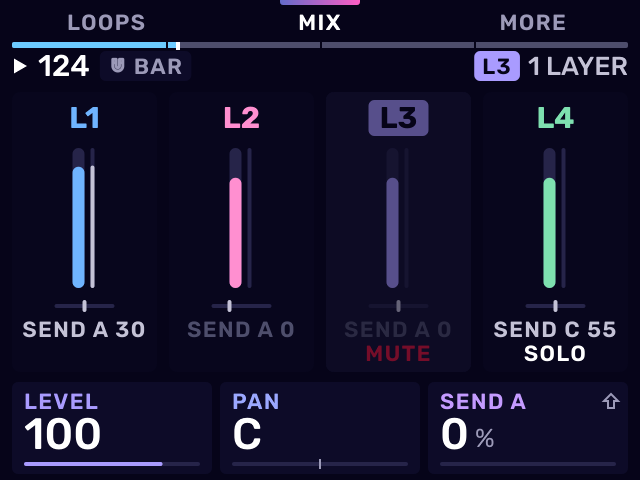 LOOPS MIX MORE
124 BAR L3 1 LAYER
L1 L2 L3 L4
SEND A 30 SEND A 0 SEND A 0 SEND C 55
MUTE SOLO
LEVEL PAN SEND A
100 C 0 %